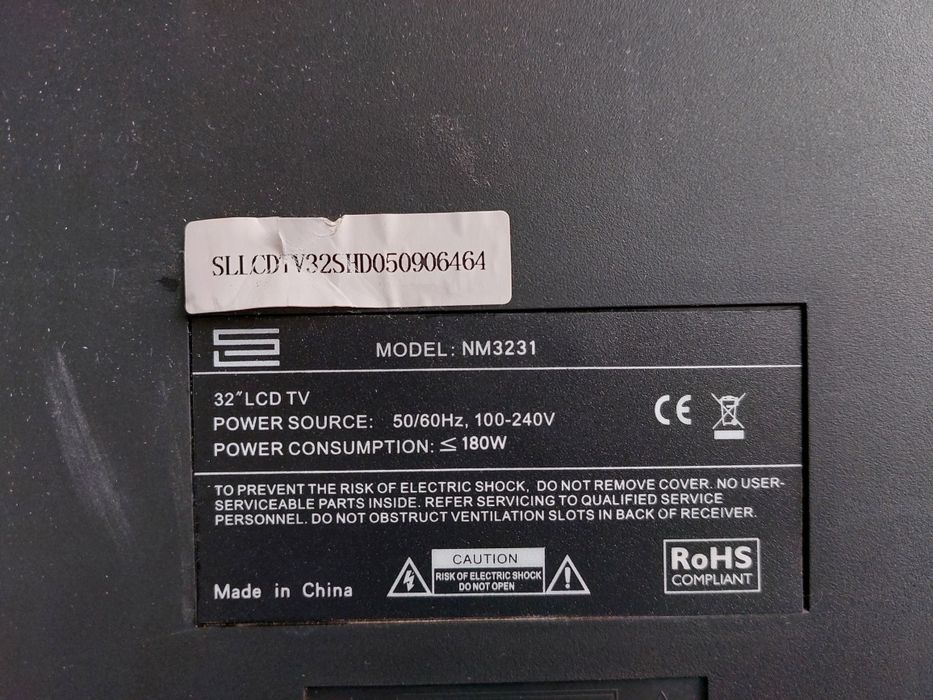 SLLCDTV32SHD050906464
MODEL: NM3231
32″LCD TV
POWER SOURCE: 50/60Hz, 100-240V
POWER CONSUMPTION: ≤180W
CE
TO PREVENT THE RISK OF ELECTRIC SHOCK, DO NOT REMOVE COVER. NO USER-
SERVICEABLE PARTS INSIDE. REFER SERVICING TO QUALIFIED SERVICE
PERSONNEL. DO NOT OBSTRUCT VENTILATION SLOTS IN BACK OF RECEIVER.
Made in China
CAUTION
RISK OF ELECTRIC SHOCK
DO NOT OPEN
RoHS
COMPLIANT